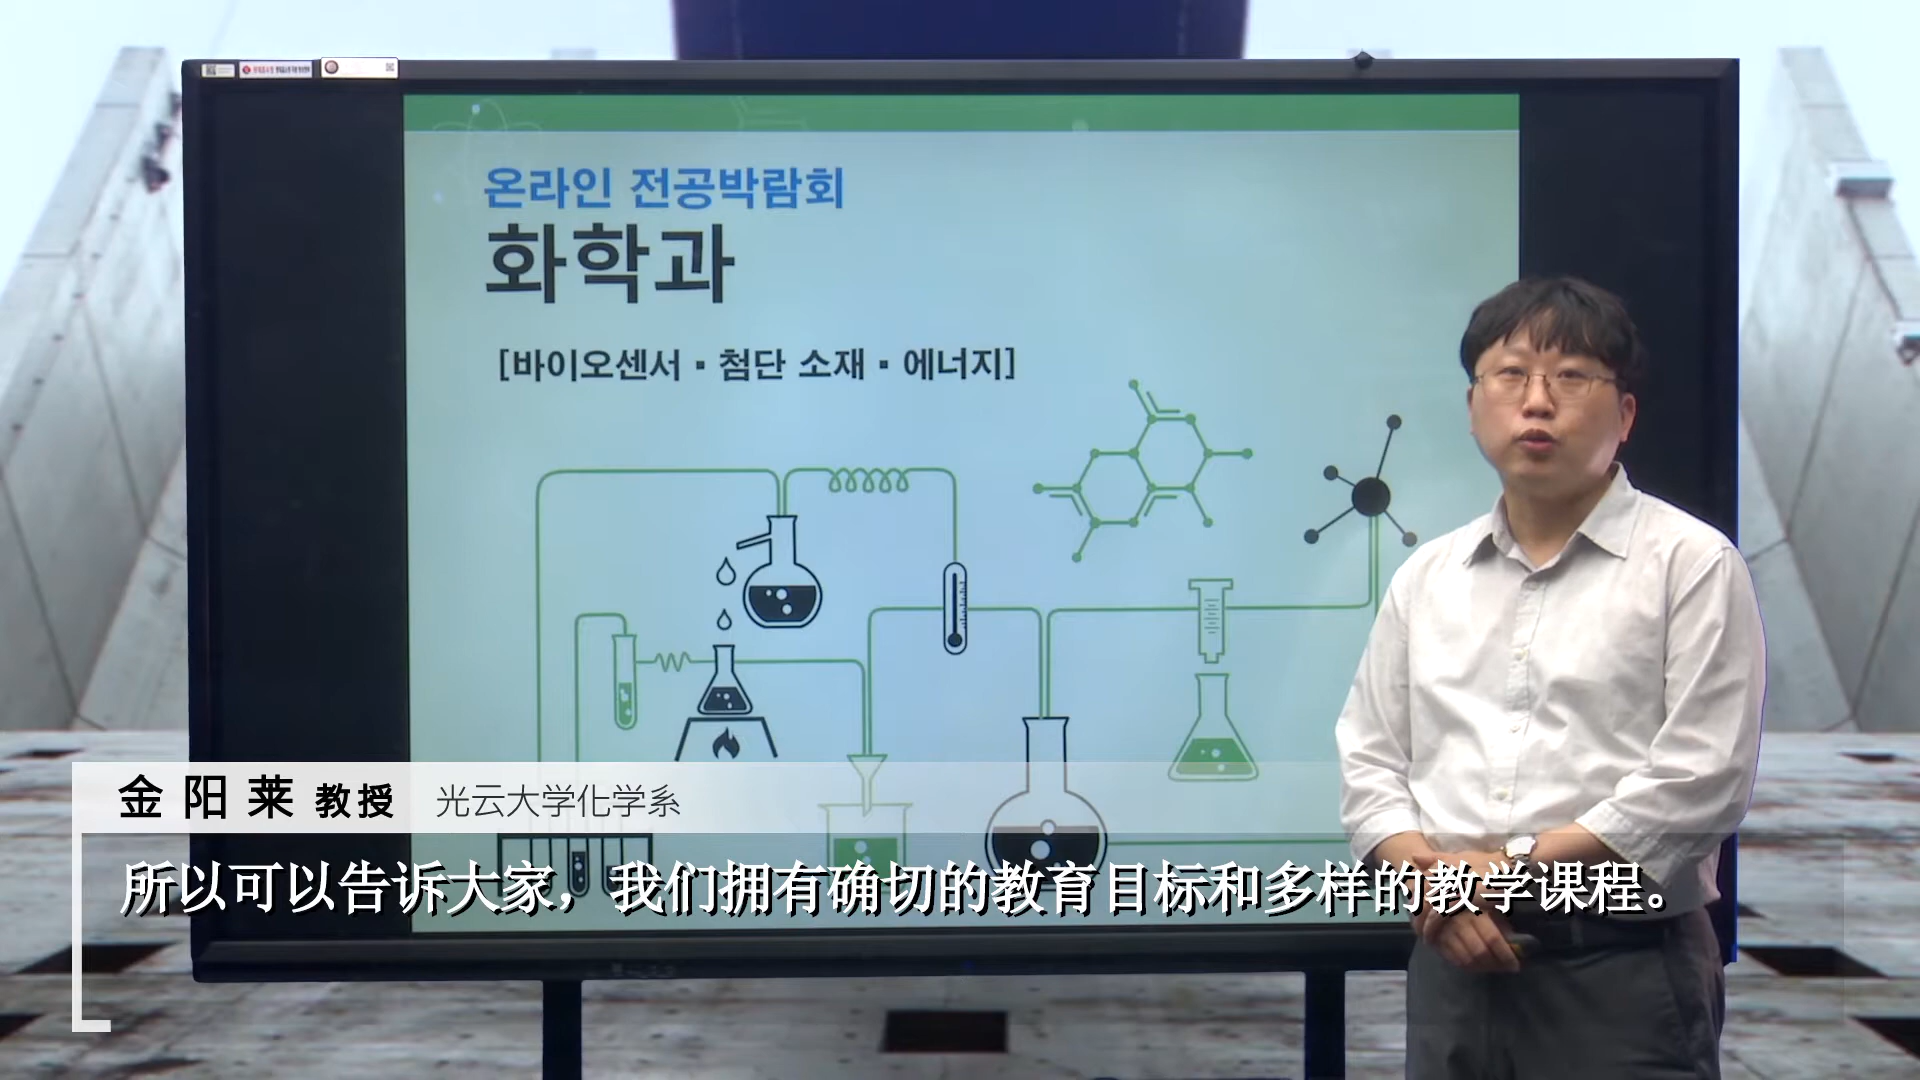 온라인 전공박람회
화학과
[바이오센서 · 첨단 소재 · 에너지]
金阳莱 教授 光云大学化学系
所以可以告诉大家，我们拥有确切的教育目标和多样的教学课程。